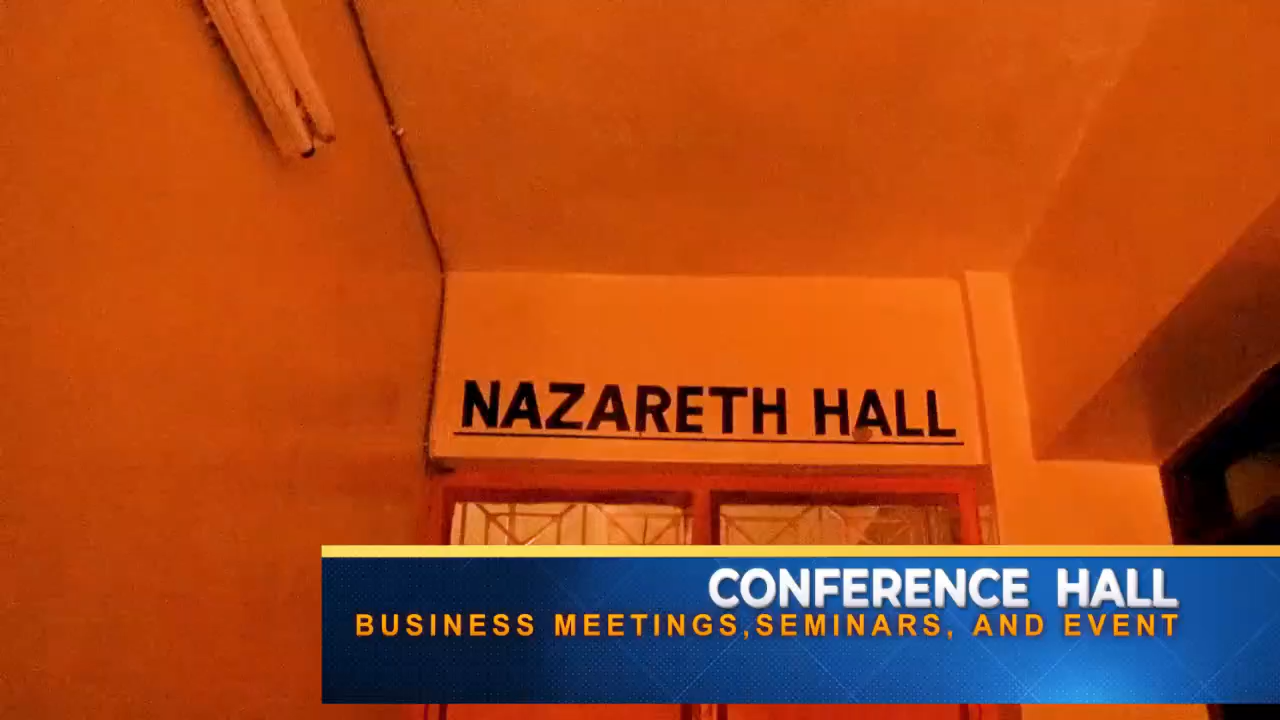 NAZARETH HALL
CONFERENCE HALL
BUSINESS MEETINGS,SEMINARS, AND EVENT